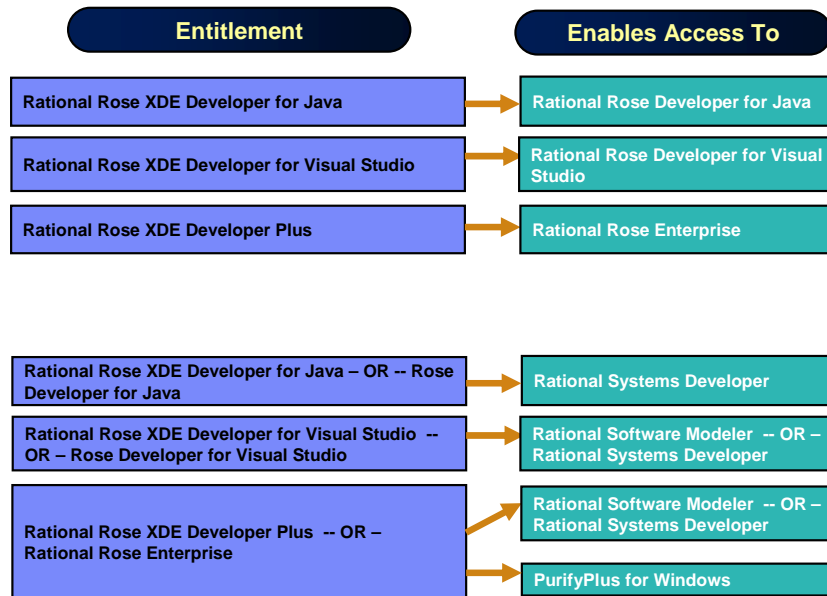 Entitlement
Enables Access To
Rational Rose XDE Developer for Java
Rational Rose Developer for Java
Rational Rose XDE Developer for Visual Studio
Rational Rose Developer for Visual
Studio
Rational Rose XDE Developer Plus
Rational Rose Enterprise
Rational Rose XDE Developer for Java – OR -- Rose
Developer for Java
Rational Systems Developer
Rational Rose XDE Developer for Visual Studio --
OR – Rose Developer for Visual Studio
Rational Software Modeler -- OR –
Rational Systems Developer
Rational Rose XDE Developer Plus -- OR –
Rational Rose Enterprise
Rational Software Modeler -- OR –
Rational Systems Developer
PurifyPlus for Windows